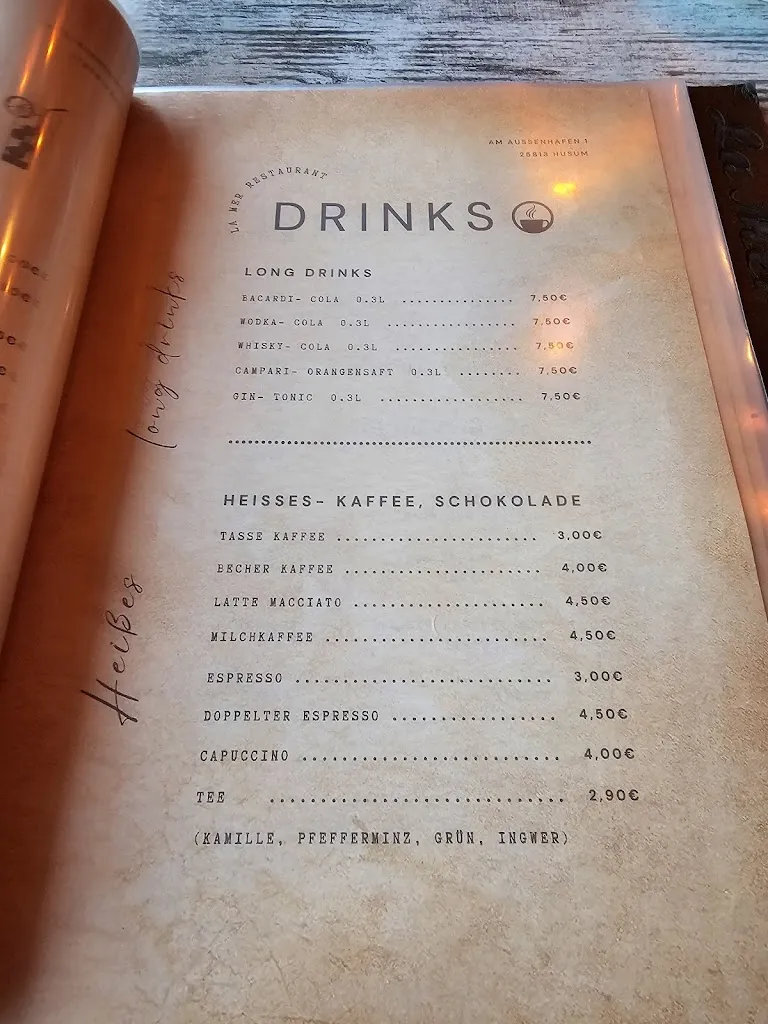 AM AUSSENHAFEN 1
25813 HUSUM
LA MER RESTAURANT
DRINKS
LONG DRINKS
BACARDI- COLA 0.3L ............... 7,50€
WODKA- COLA 0.3L ................. 7,50€
WHISKY- COLA 0.3L ................ 7,50€
CAMPARI- ORANGENSAFT 0.3L ........ 7,50€
GIN- TONIC 0.3L .................. 7,50€
long drinks
HEISSES- KAFFEE, SCHOKOLADE
TASSE KAFFEE ....................... 3,00€
BECHER KAFFEE ...................... 4,00€
LATTE MACCIATO ...................... 4,50€
MILCHKAFFEE ......................... 4,50€
ESPRESSO ............................ 3,00€
DOPPELTER ESPRESSO ................. 4,50€
CAPUCCINO ............................ 4,00€
TEE .............................. 2,90€
(KAMILLE, PFEFFERMINZ, GRÜN, INGWER)
Heißes